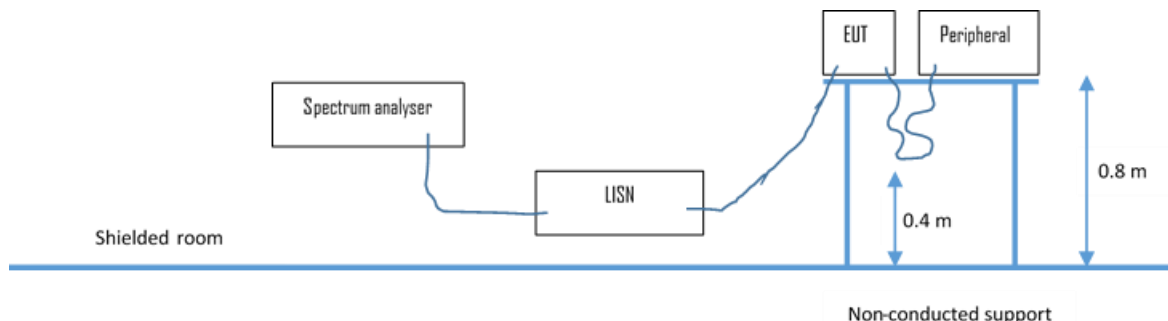 EUT
Peripheral
Spectrum analyser
LISN
0.8 m
0.4 m
Shielded room
Non-conducted support